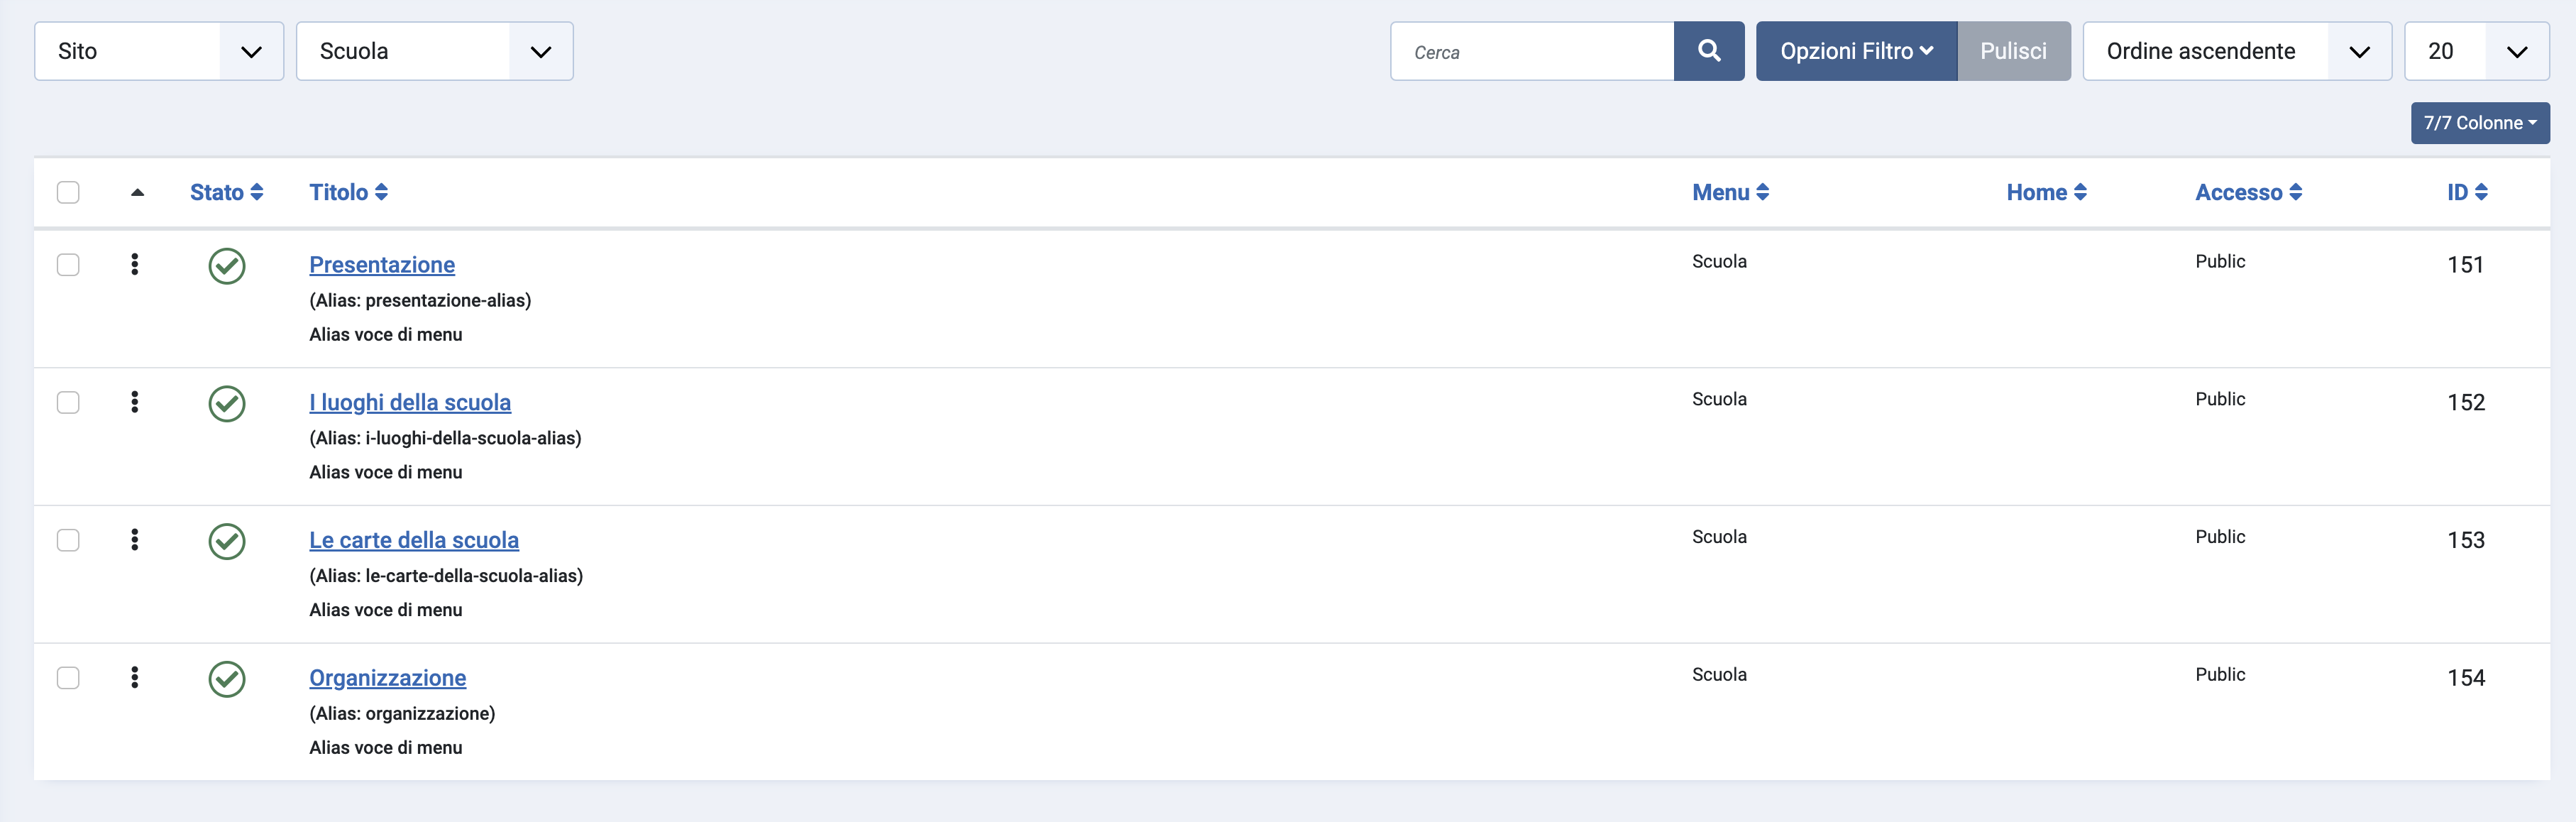 Sito
Scuola
Cerca
Opzioni Filtro
Pulisci
Ordine ascendente
20
7/7 Colonne
Stato Titolo Menu Home Accesso ID
Presentazione Scuola Public 151
(Alias: presentazione-alias)
Alias voce di menu
I luoghi della scuola Scuola Public 152
(Alias: i-luoghi-della-scuola-alias)
Alias voce di menu
Le carte della scuola Scuola Public 153
(Alias: le-carte-della-scuola-alias)
Alias voce di menu
Organizzazione Scuola Public 154
(Alias: organizzazione)
Alias voce di menu